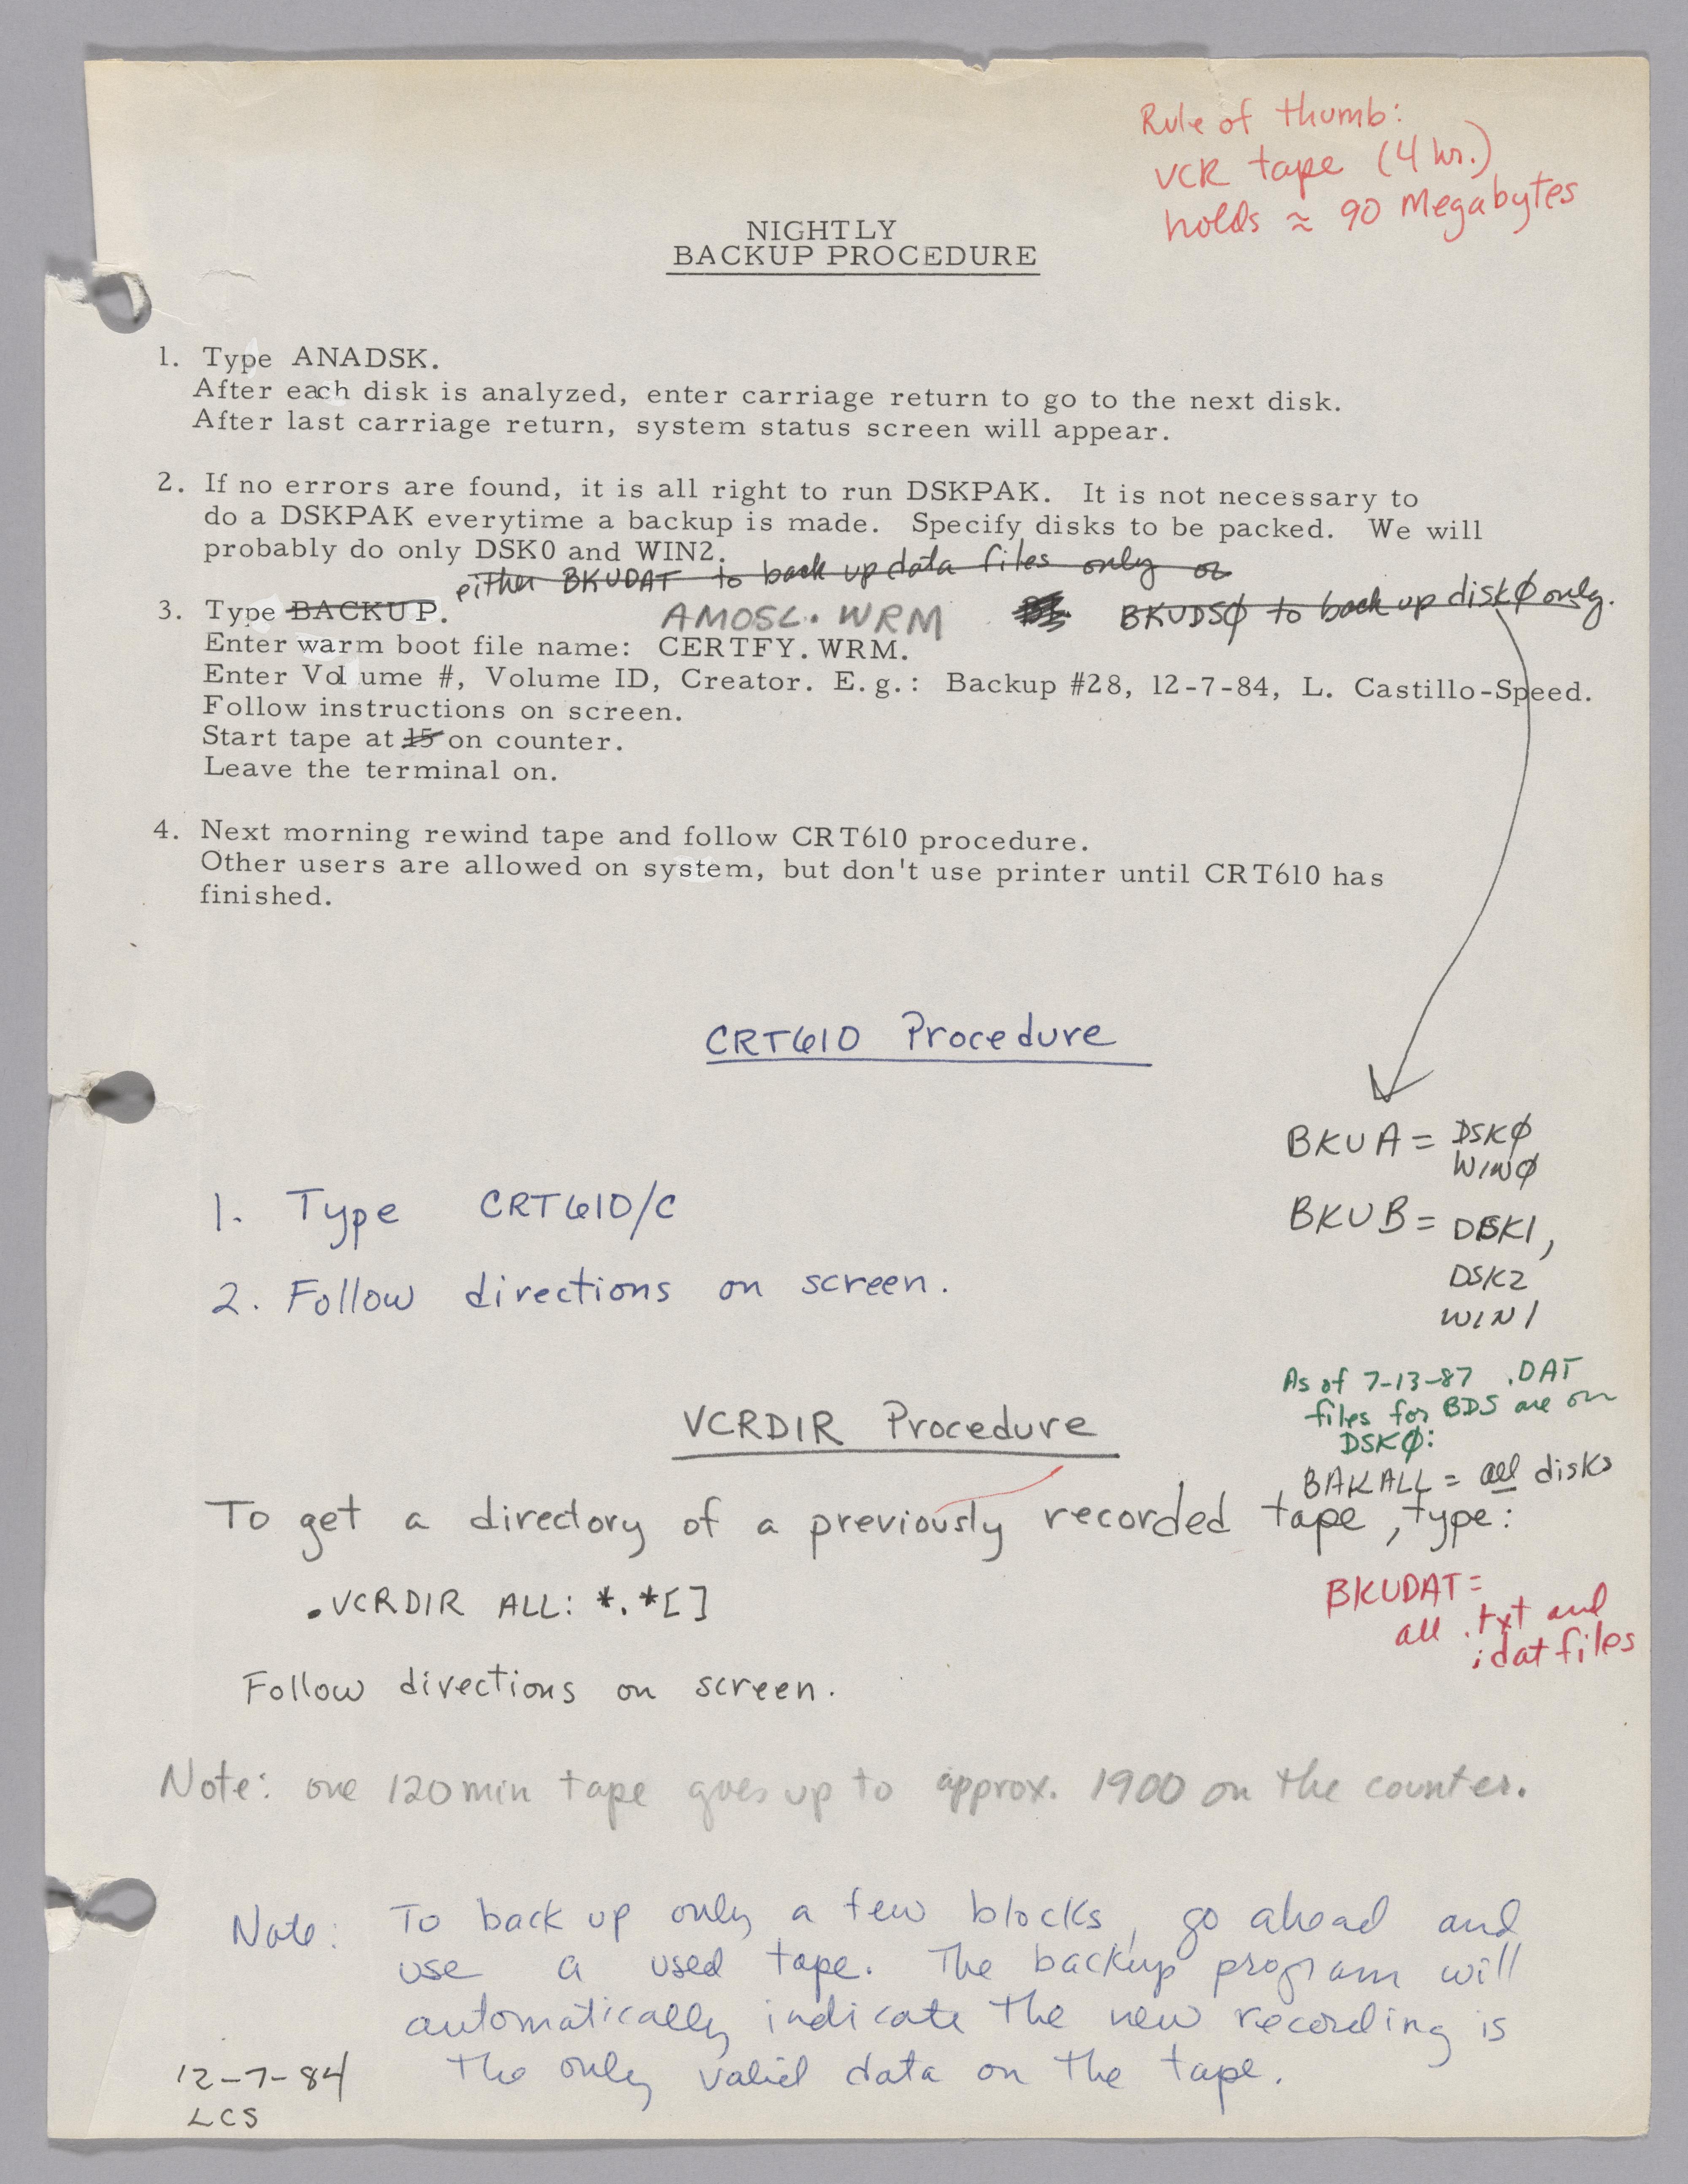 Rule of thumb:
VCR tape (4 hr.)
holds ≈ 90 Megabytes
NIGHTLY
BACKUP PROCEDURE
1. Type ANADSK.
After each disk is analyzed, enter carriage return to go to the next disk.
After last carriage return, system status screen will appear.
2. If no errors are found, it is all right to run DSKPAK. It is not necessary to
do a DSKPAK everytime a backup is made. Specify disks to be packed. We will
probably do only DSK0 and WIN2.
either BKUDAT to back up data files only or
BKUDSØ to back up diskØ only.
3. Type BACKUP.
AMOSL.WRM
Enter warm boot file name: CERTFY.WRM.
Enter Volume #, Volume ID, Creator. E.g.: Backup #28, 12-7-84, L. Castillo-Speed.
Follow instructions on screen.
Start tape at 15 on counter.
Leave the terminal on.
4. Next morning rewind tape and follow CRT610 procedure.
Other users are allowed on system, but don't use printer until CRT610 has
finished.
CRT610 Procedure
1. Type CRT610/C
2. Follow directions on screen.
BKUA = DSKØ
WINØ
BKUB = DSK1,
DSK2
WIN1
As of 7-13-87 .DAT
files for BDS are on
DSKØ:
BAKALL = all disks
VCRDIR Procedure
To get a directory of a previously recorded tape, type:
.VCRDIR ALL: *.*[]
Follow directions on screen.
BKUDAT =
all .txt and
.dat files
Note: one 120min tape goes up to approx. 1900 on the counter.
Note: To back up only a few blocks, go ahead and
use a used tape. The backup program will
automatically indicate the new recording is
the only valid data on the tape.
12-7-84
LCS